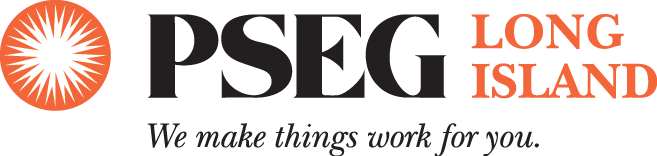 PSEG LONG ISLAND
We make things work for you.